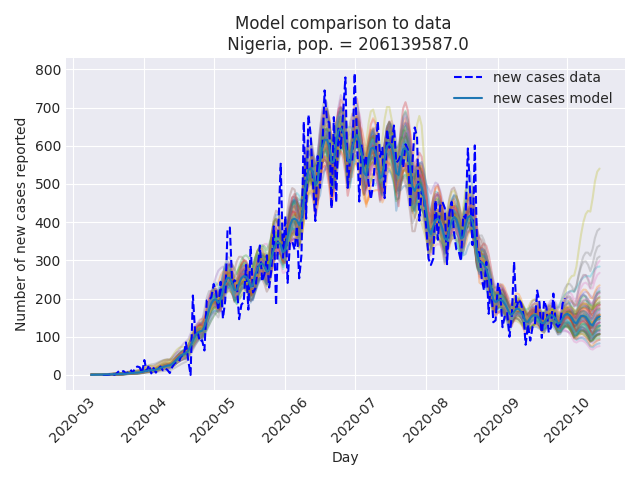 Model comparison to data
Nigeria, pop. = 206139587.0
new cases data
new cases model
Number of new cases reported
800
700
600
500
400
300
200
100
0
2020-03
2020-04
2020-05
2020-06
2020-07
2020-08
2020-09
2020-10
Day